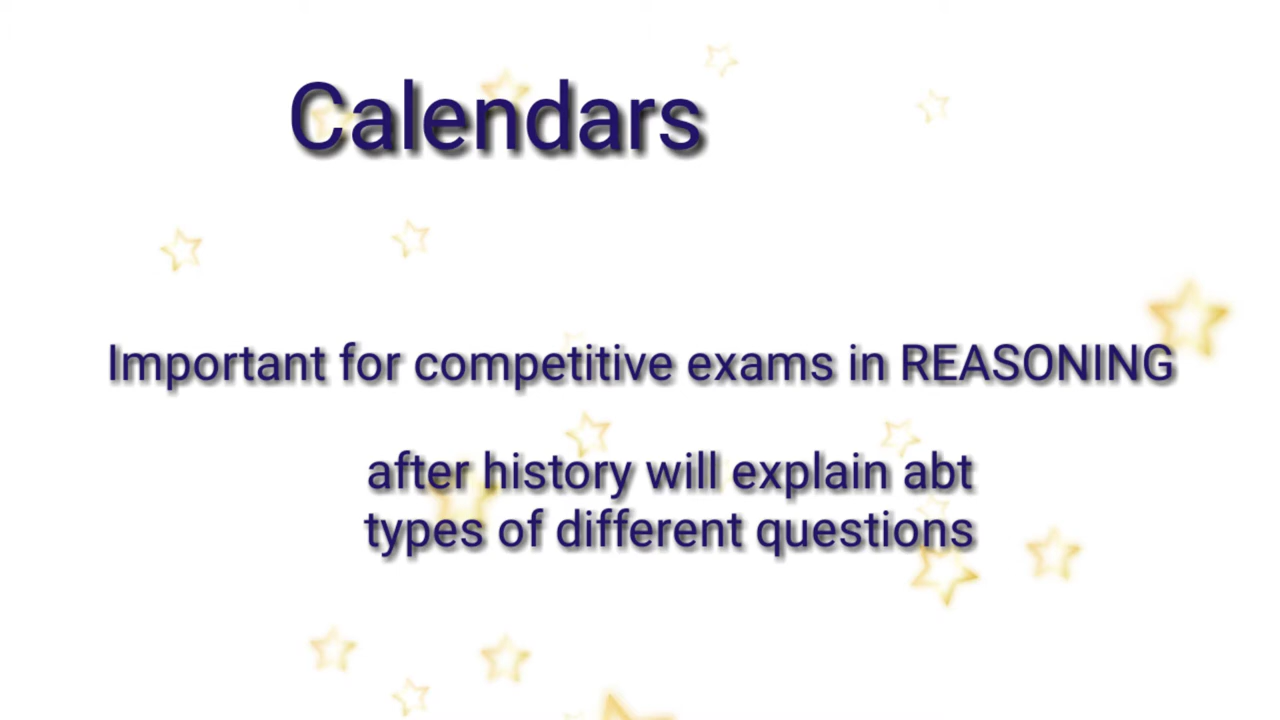 Calendars
Important for competitive exams in REASONING
after history will explain abt
types of different questions